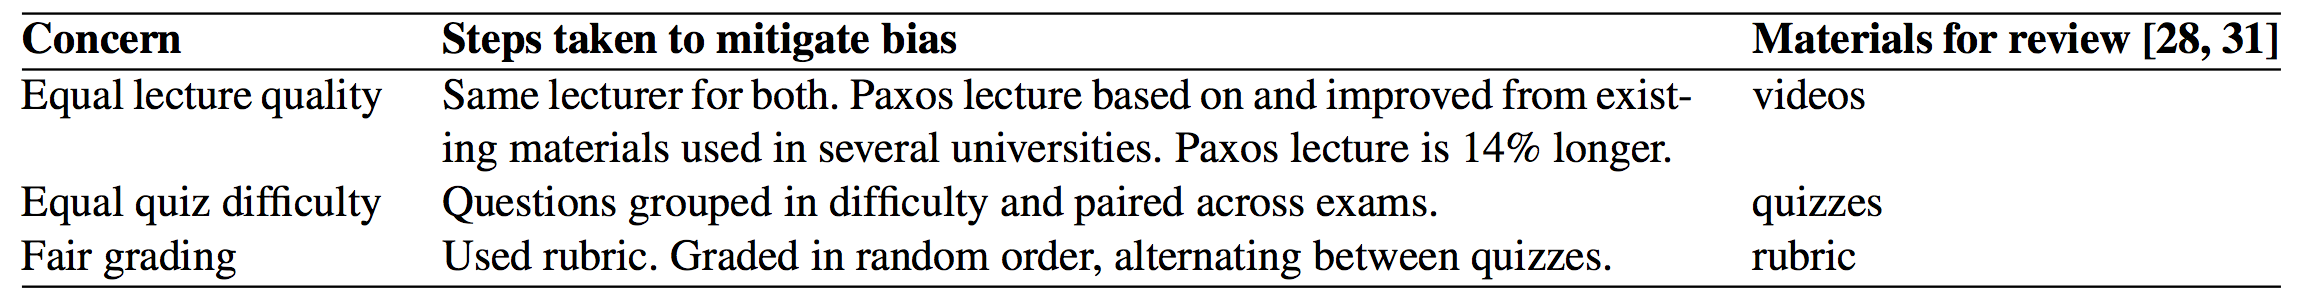 Concern Steps taken to mitigate bias Materials for review [28, 31]
Equal lecture quality Same lecturer for both. Paxos lecture based on and improved from exist- videos
ing materials used in several universities. Paxos lecture is 14% longer.
Equal quiz difficulty Questions grouped in difficulty and paired across exams. quizzes
Fair grading Used rubric. Graded in random order, alternating between quizzes. rubric